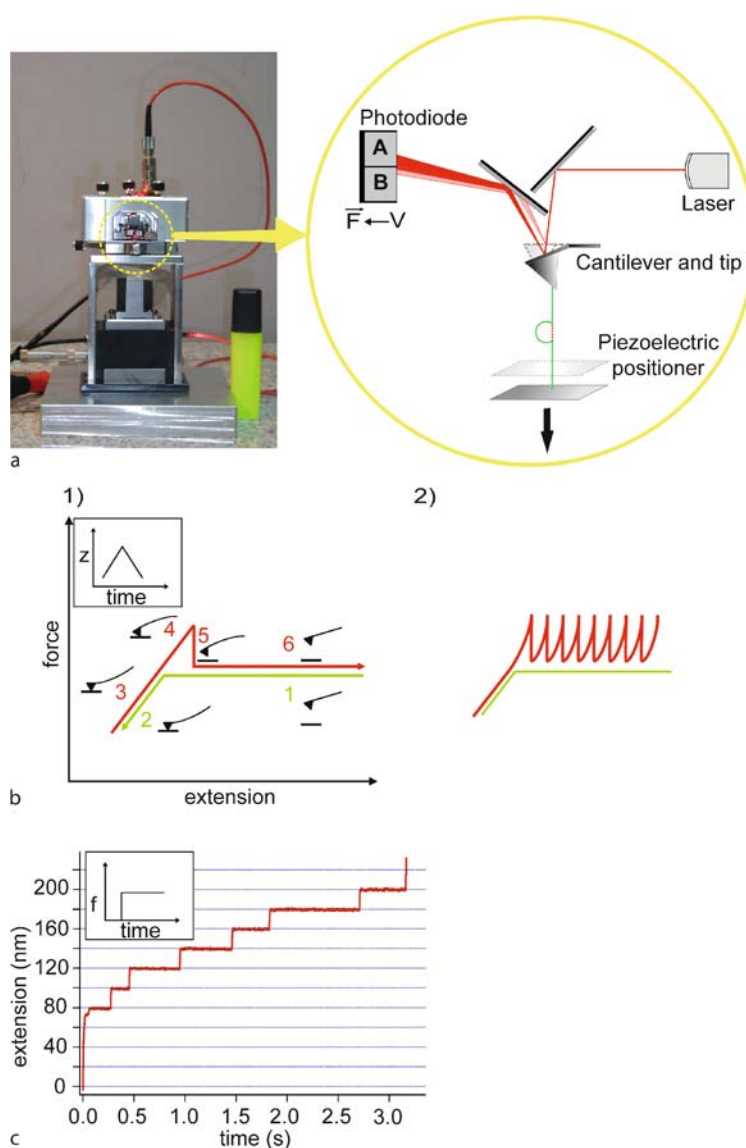 a
Photodiode
A
B
F ← V
Laser
Cantilever and tip
Piezoelectric
positioner
b
1)
z
time
force
4
5
6
3
2
1
extension
2)
c
f
time
extension (nm)
200
160
120
80
40
0
0.0 0.5 1.0 1.5 2.0 2.5 3.0
time (s)